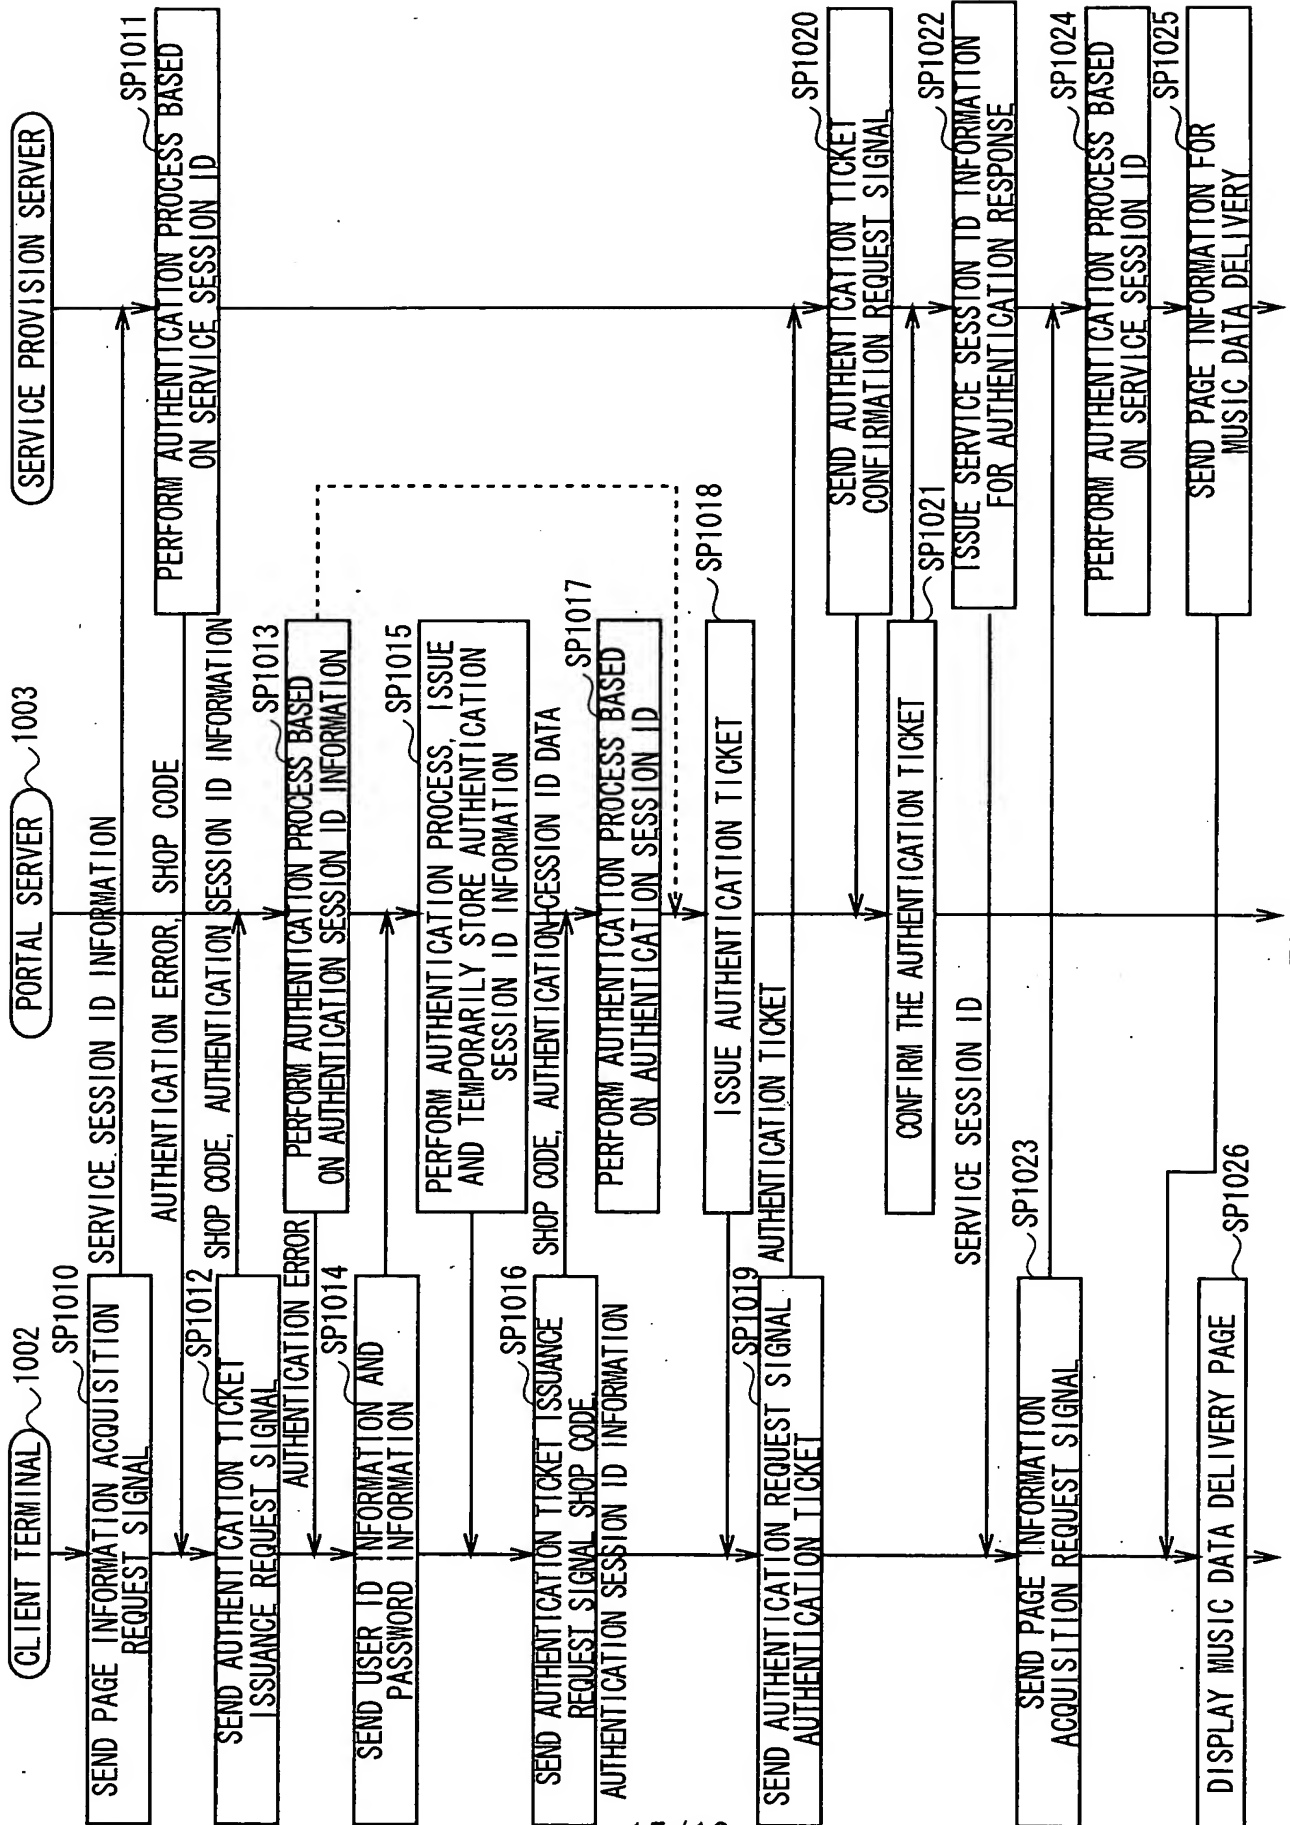 CLIENT TERMINAL
1002
PORTAL SERVER
1003
SERVICE PROVISION SERVER
SP1010
SEND PAGE INFORMATION ACQUISITION
REQUEST SIGNAL
SERVICE SESSION ID INFORMATION
SP1011
PERFORM AUTHENTICATION PROCESS BASED
ON SERVICE SESSION ID
AUTHENTICATION ERROR, SHOP CODE
SP1012
SEND AUTHENTICATION TICKET
ISSUANCE REQUEST SIGNAL
SHOP CODE, AUTHENTICATION SESSION ID INFORMATION
SP1013
PERFORM AUTHENTICATION PROCESS BASED
ON AUTHENTICATION SESSION ID INFORMATION
AUTHENTICATION ERROR
SP1014
SEND USER ID INFORMATION AND
PASSWORD INFORMATION
SP1015
PERFORM AUTHENTICATION PROCESS, ISSUE
AND TEMPORARILY STORE AUTHENTICATION
SESSION ID INFORMATION
SP1016
SEND AUTHENTICATION TICKET ISSUANCE
REQUEST SIGNAL SHOP CODE,
AUTHENTICATION SESSION ID INFORMATION
SHOP CODE, AUTHENTICATION CESSION ID DATA
SP1017
PERFORM AUTHENTICATION PROCESS BASED
ON AUTHENTICATION SESSION ID
SP1018
ISSUE AUTHENTICATION TICKET
SP1019
SEND AUTHENTICATION REQUEST SIGNAL
AUTHENTICATION TICKET
AUTHENTICATION TICKET
SP1020
SEND AUTHENTICATION TICKET
CONFIRMATION REQUEST SIGNAL
SP1021
CONFIRM THE AUTHENTICATION TICKET
SP1022
ISSUE SERVICE SESSION ID INFORMATION
FOR AUTHENTICATION RESPONSE
SERVICE SESSION ID
SP1023
SEND PAGE INFORMATION
ACQUISITION REQUEST SIGNAL
SP1024
PERFORM AUTHENTICATION PROCESS BASED
ON SERVICE SESSION ID
SP1025
SEND PAGE INFORMATION FOR
MUSIC DATA DELIVERY
SP1026
DISPLAY MUSIC DATA DELIVERY PAGE